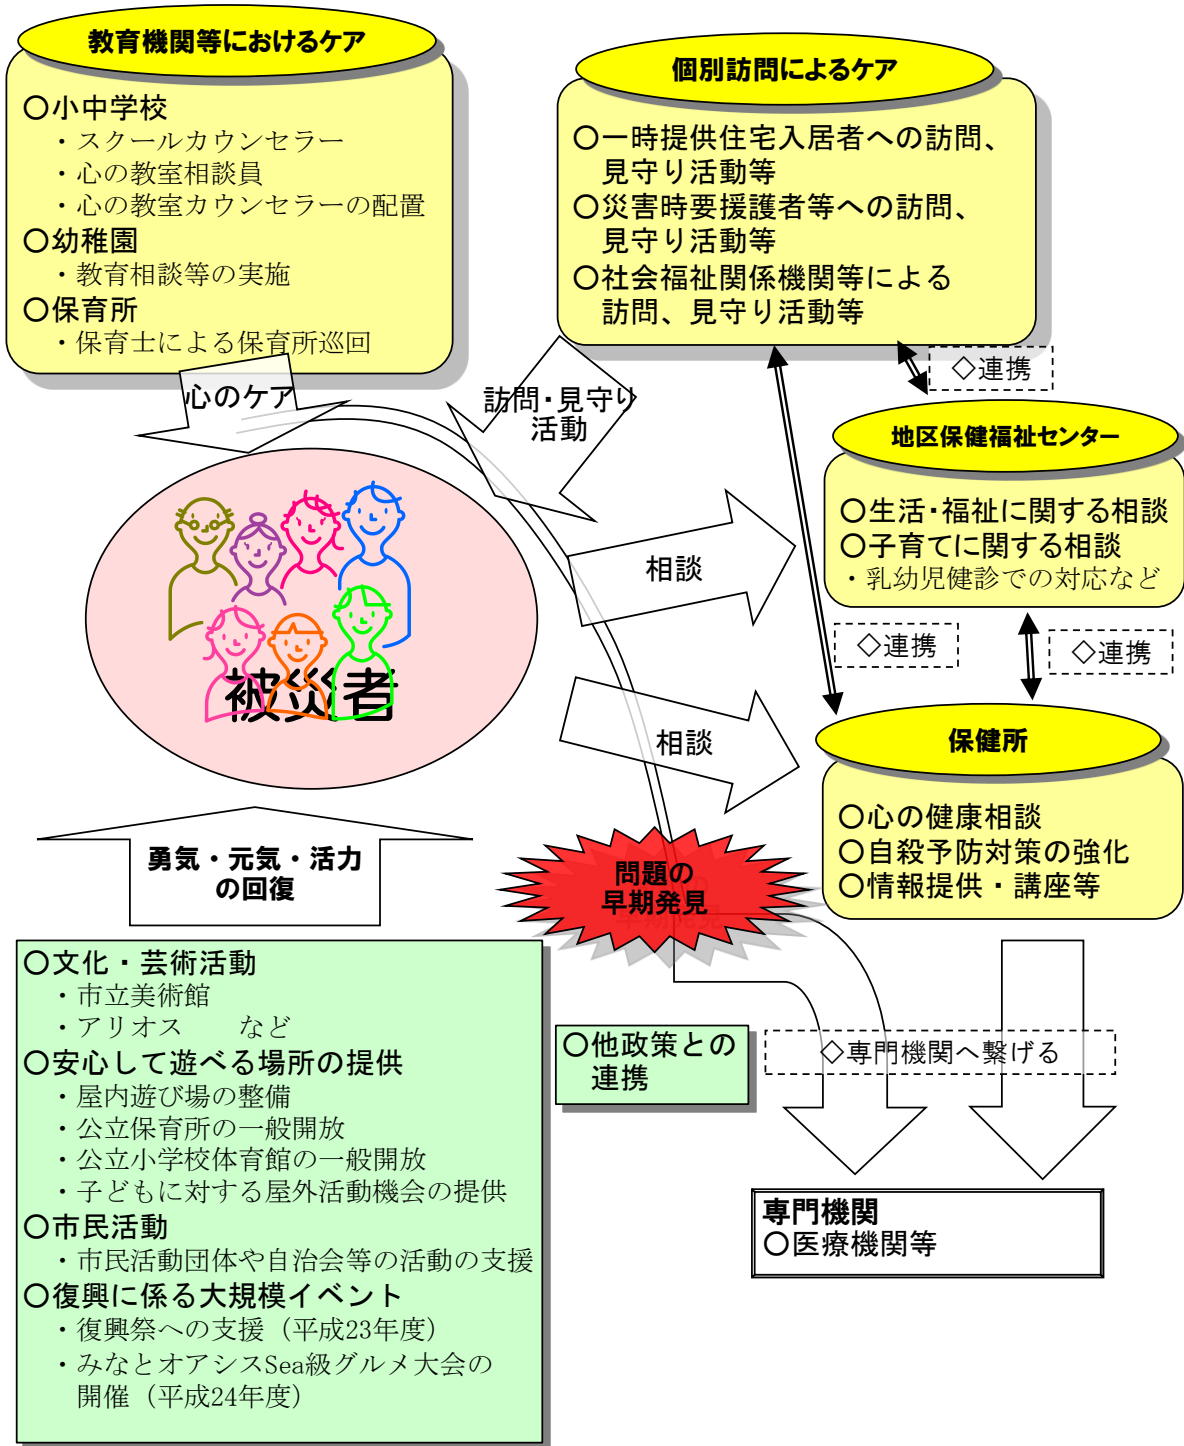 教育機関等におけるケア
〇小中学校
・スクールカウンセラー
・心の教室相談員
・心の教室カウンセラーの配置
〇幼稚園
・教育相談等の実施
〇保育所
・保育士による保育所巡回
個別訪問によるケア
〇一時提供住宅入居者への訪問、
見守り活動等
〇災害時要援護者等への訪問、
見守り活動等
〇社会福祉関係機関等による
訪問、見守り活動等
心のケア
訪問・見守り
活動
◇連携
地区保健福祉センター
〇生活・福祉に関する相談
〇子育てに関する相談
・乳幼児健診での対応など
相談
◇連携
◇連携
被災者
相談
保健所
〇心の健康相談
〇自殺予防対策の強化
〇情報提供・講座等
勇気・元気・活力
の回復
問題の
早期発見
〇文化・芸術活動
・市立美術館
・アリオス　　など
〇安心して遊べる場所の提供
・屋内遊び場の整備
・公立保育所の一般開放
・公立小学校体育館の一般開放
・子どもに対する屋外活動機会の提供
〇市民活動
・市民活動団体や自治会等の活動の支援
〇復興に係る大規模イベント
・復興祭への支援（平成23年度）
・みなとオアシスSea級グルメ大会の
開催（平成24年度）
〇他政策との
連携
◇専門機関へ繋げる
専門機関
〇医療機関等